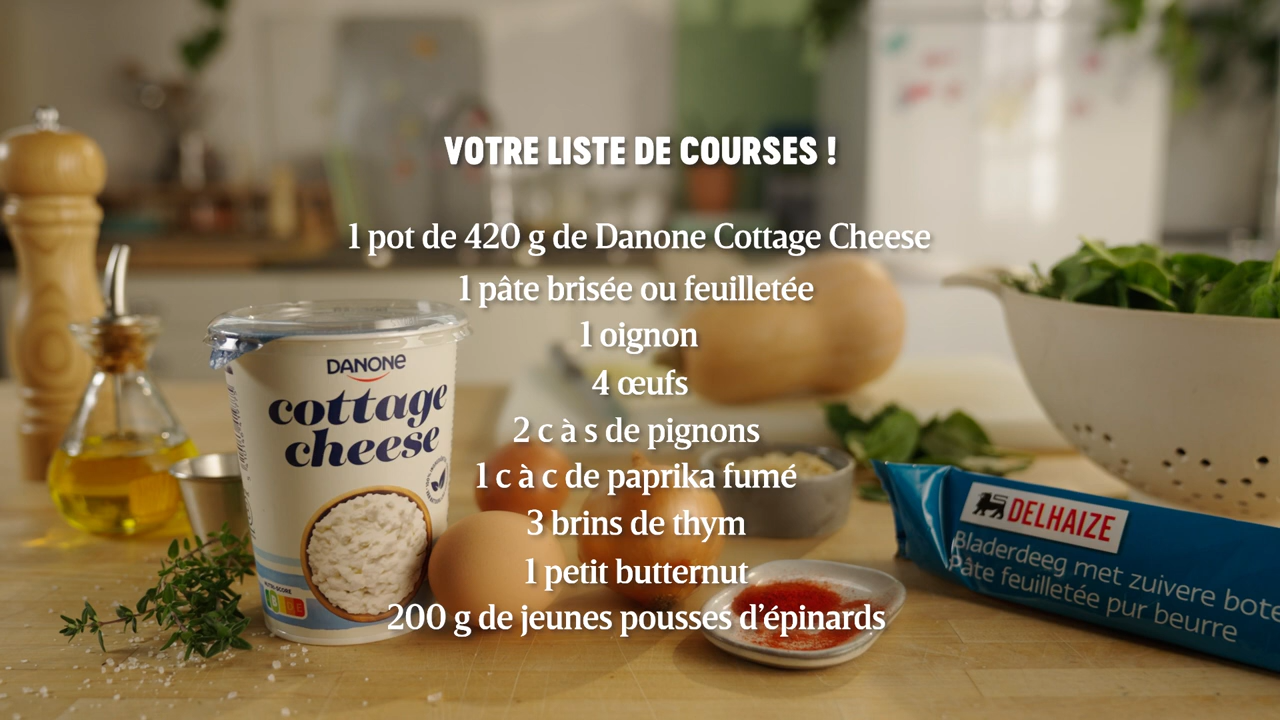 VOTRE LISTE DE COURSES !
1 pot de 420 g de Danone Cottage Cheese
1 pâte brisée ou feuilletée
1 oignon
4 œufs
2 c à s de pignons
1 c à c de paprika fumé
3 brins de thym
1 petit butternut
200 g de jeunes pousses d’épinards
DANONE
cottage
cheese
NUTRI-SCORE
DELHAIZE
Bladerdeeg met zuivere bote
Pâte feuilletée pur beurre